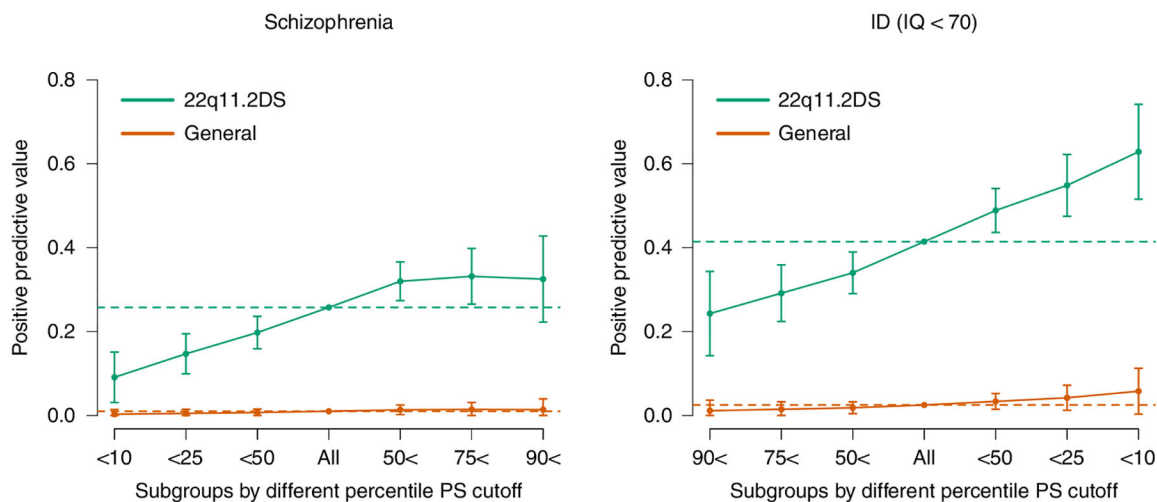 Schizophrenia
Positive predictive value
0.8
0.6
0.4
0.2
0.0
22q11.2DS
General
<10 <25 <50 All 50< 75< 90<
Subgroups by different percentile PS cutoff
ID (IQ < 70)
Positive predictive value
0.8
0.6
0.4
0.2
0.0
22q11.2DS
General
90< 75< 50< All <50 <25 <10
Subgroups by different percentile PS cutoff